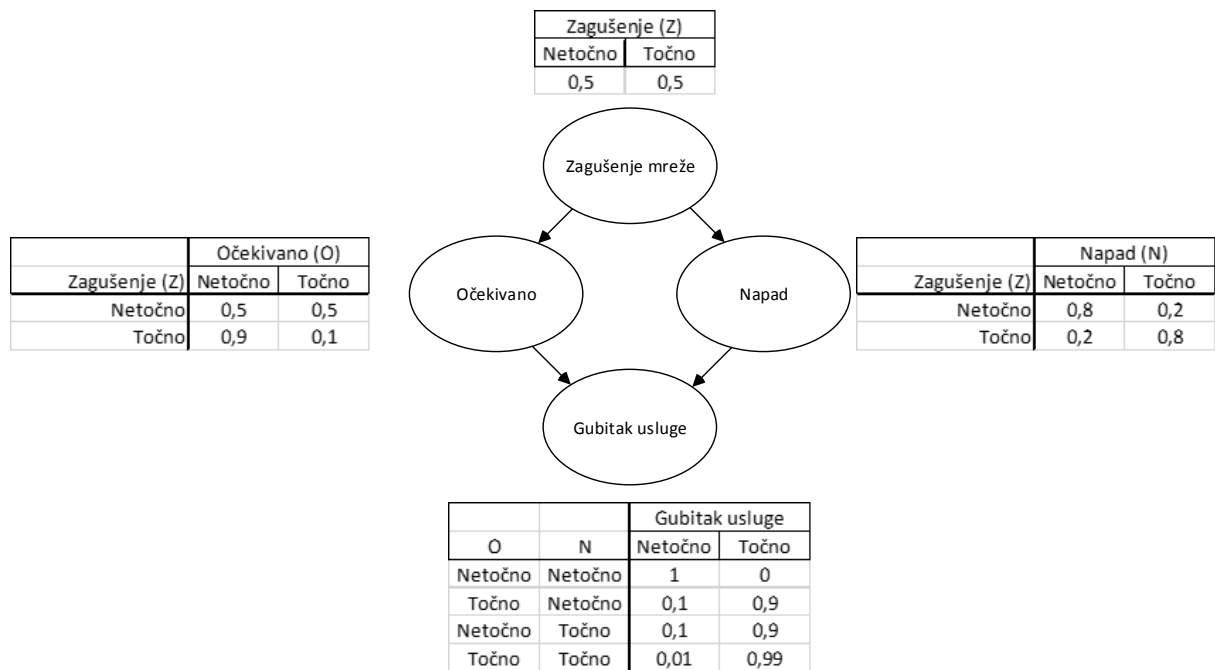 Zagušenje (Z)
Netočno Točno
0,5 0,5
Zagušenje mreže
Očekivano (O)
Zagušenje (Z) Netočno Točno
Netočno 0,5 0,5
Točno 0,9 0,1
Očekivano
Napad
Napad (N)
Zagušenje (Z) Netočno Točno
Netočno 0,8 0,2
Točno 0,2 0,8
Gubitak usluge
Gubitak usluge
O N Netočno Točno
Netočno Netočno 1 0
Točno Netočno 0,1 0,9
Netočno Točno 0,1 0,9
Točno Točno 0,01 0,99